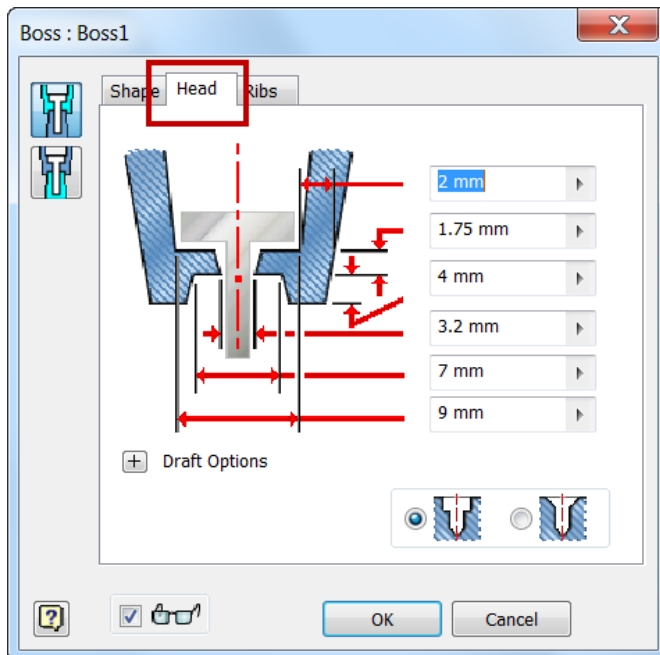 Boss : Boss1
Shape Head Ribs
2 mm
1.75 mm
4 mm
3.2 mm
7 mm
9 mm
Draft Options
OK Cancel